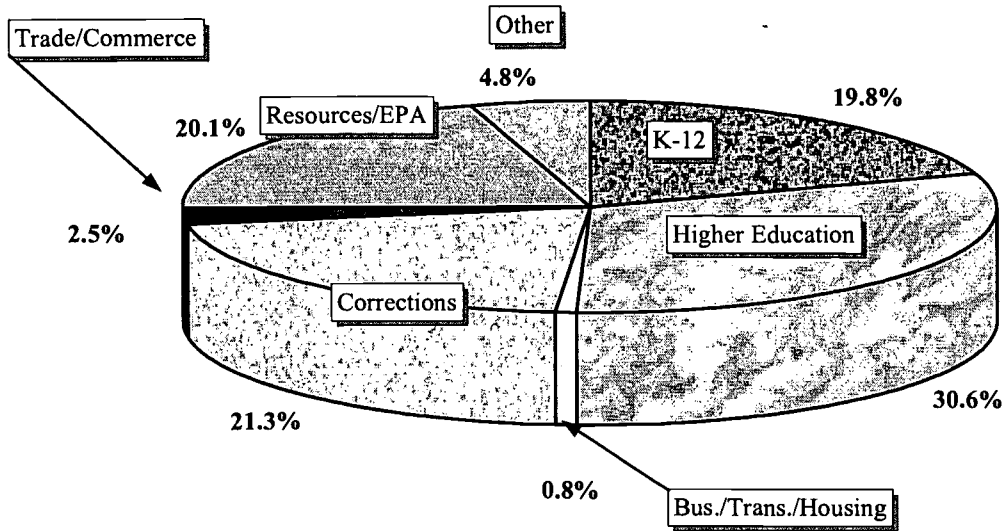 Trade/Commerce
Other
4.8%
19.8%
Resources/EPA
20.1%
K-12
2.5%
Higher Education
Corrections
21.3%
30.6%
0.8%
Bus./Trans./Housing